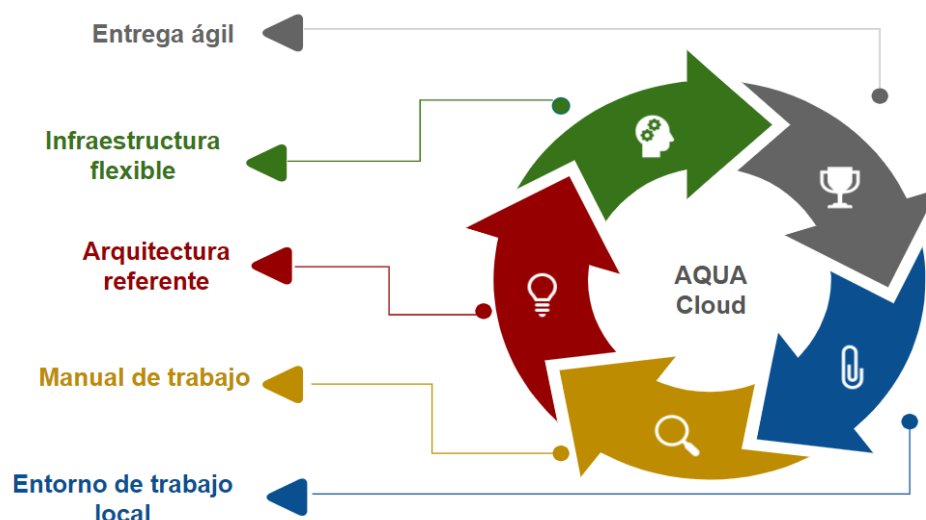 Entrega ágil
Infraestructura
flexible
Arquitectura
referente
AQUA
Cloud
Manual de trabajo
Entorno de trabajo
local